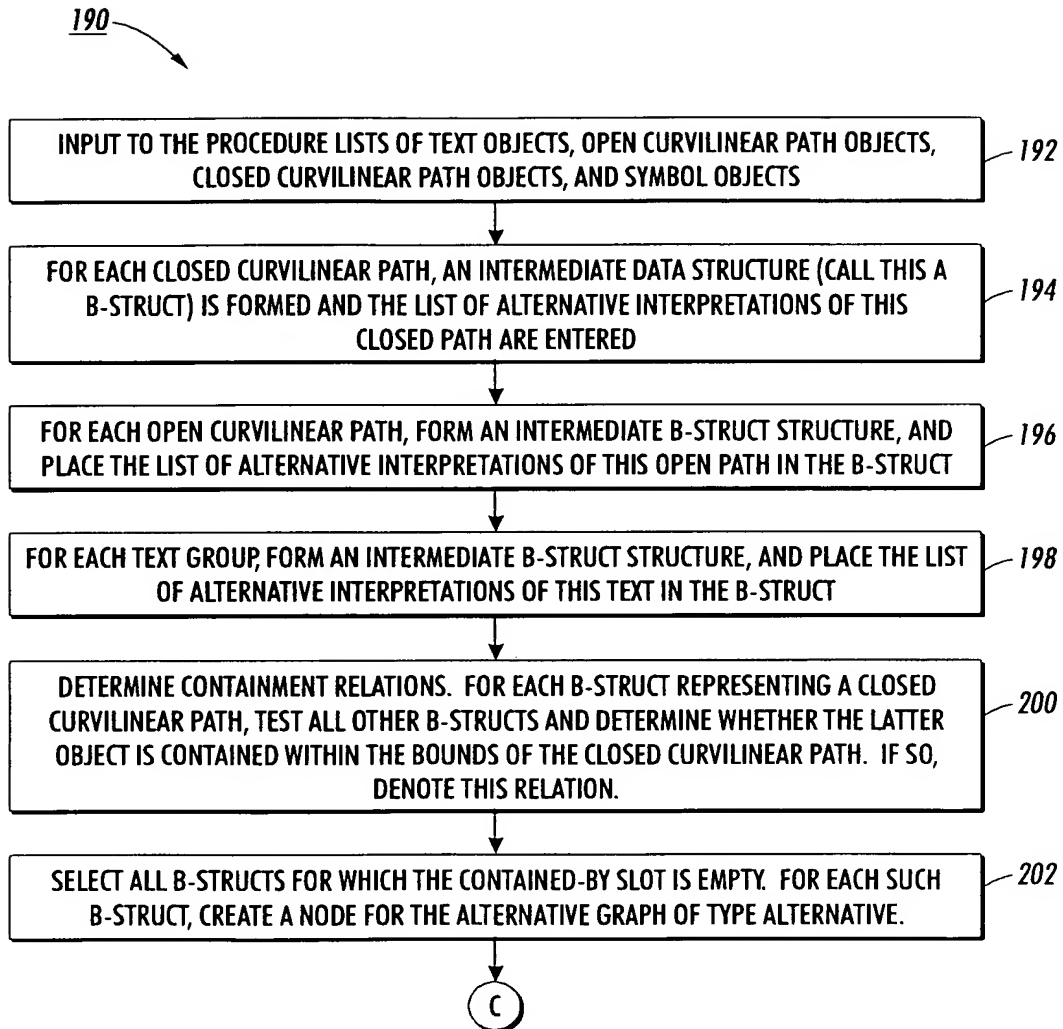 190
INPUT TO THE PROCEDURE LISTS OF TEXT OBJECTS, OPEN CURVILINEAR PATH OBJECTS,
CLOSED CURVILINEAR PATH OBJECTS, AND SYMBOL OBJECTS
192
FOR EACH CLOSED CURVILINEAR PATH, AN INTERMEDIATE DATA STRUCTURE (CALL THIS A
B-STRUCT) IS FORMED AND THE LIST OF ALTERNATIVE INTERPRETATIONS OF THIS
CLOSED PATH ARE ENTERED
194
FOR EACH OPEN CURVILINEAR PATH, FORM AN INTERMEDIATE B-STRUCT STRUCTURE, AND
PLACE THE LIST OF ALTERNATIVE INTERPRETATIONS OF THIS OPEN PATH IN THE B-STRUCT
196
FOR EACH TEXT GROUP, FORM AN INTERMEDIATE B-STRUCT STRUCTURE, AND PLACE THE LIST
OF ALTERNATIVE INTERPRETATIONS OF THIS TEXT IN THE B-STRUCT
198
DETERMINE CONTAINMENT RELATIONS. FOR EACH B-STRUCT REPRESENTING A CLOSED
CURVILINEAR PATH, TEST ALL OTHER B-STRUCTS AND DETERMINE WHETHER THE LATTER
OBJECT IS CONTAINED WITHIN THE BOUNDS OF THE CLOSED CURVILINEAR PATH. IF SO,
DENOTE THIS RELATION.
200
SELECT ALL B-STRUCTS FOR WHICH THE CONTAINED-BY SLOT IS EMPTY. FOR EACH SUCH
B-STRUCT, CREATE A NODE FOR THE ALTERNATIVE GRAPH OF TYPE ALTERNATIVE.
202
C